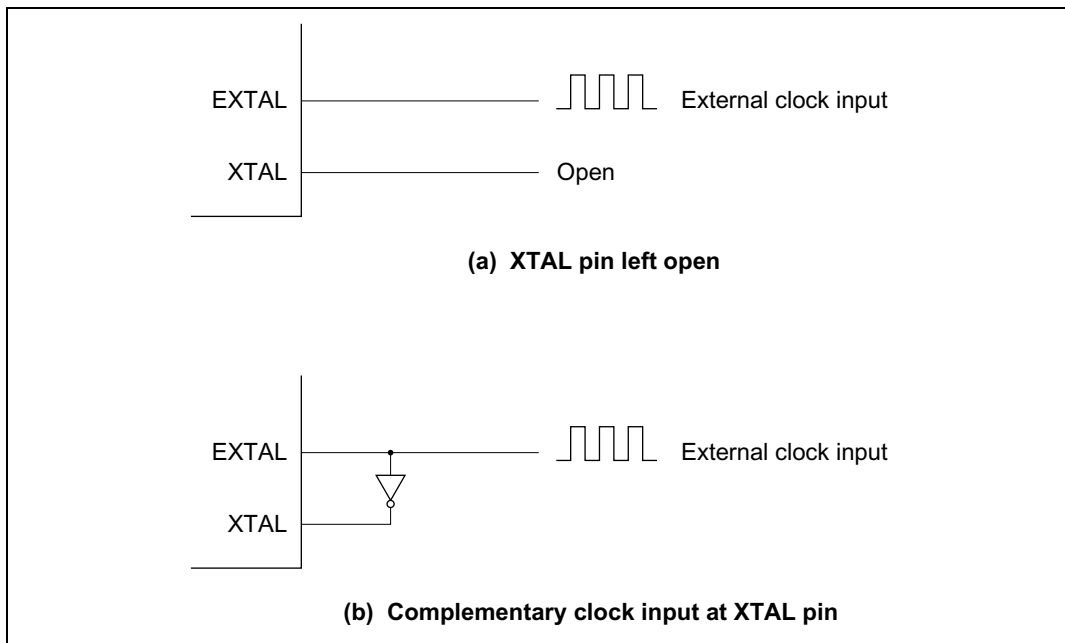 EXTAL
External clock input
XTAL
Open
(a) XTAL pin left open
EXTAL
External clock input
XTAL
(b) Complementary clock input at XTAL pin